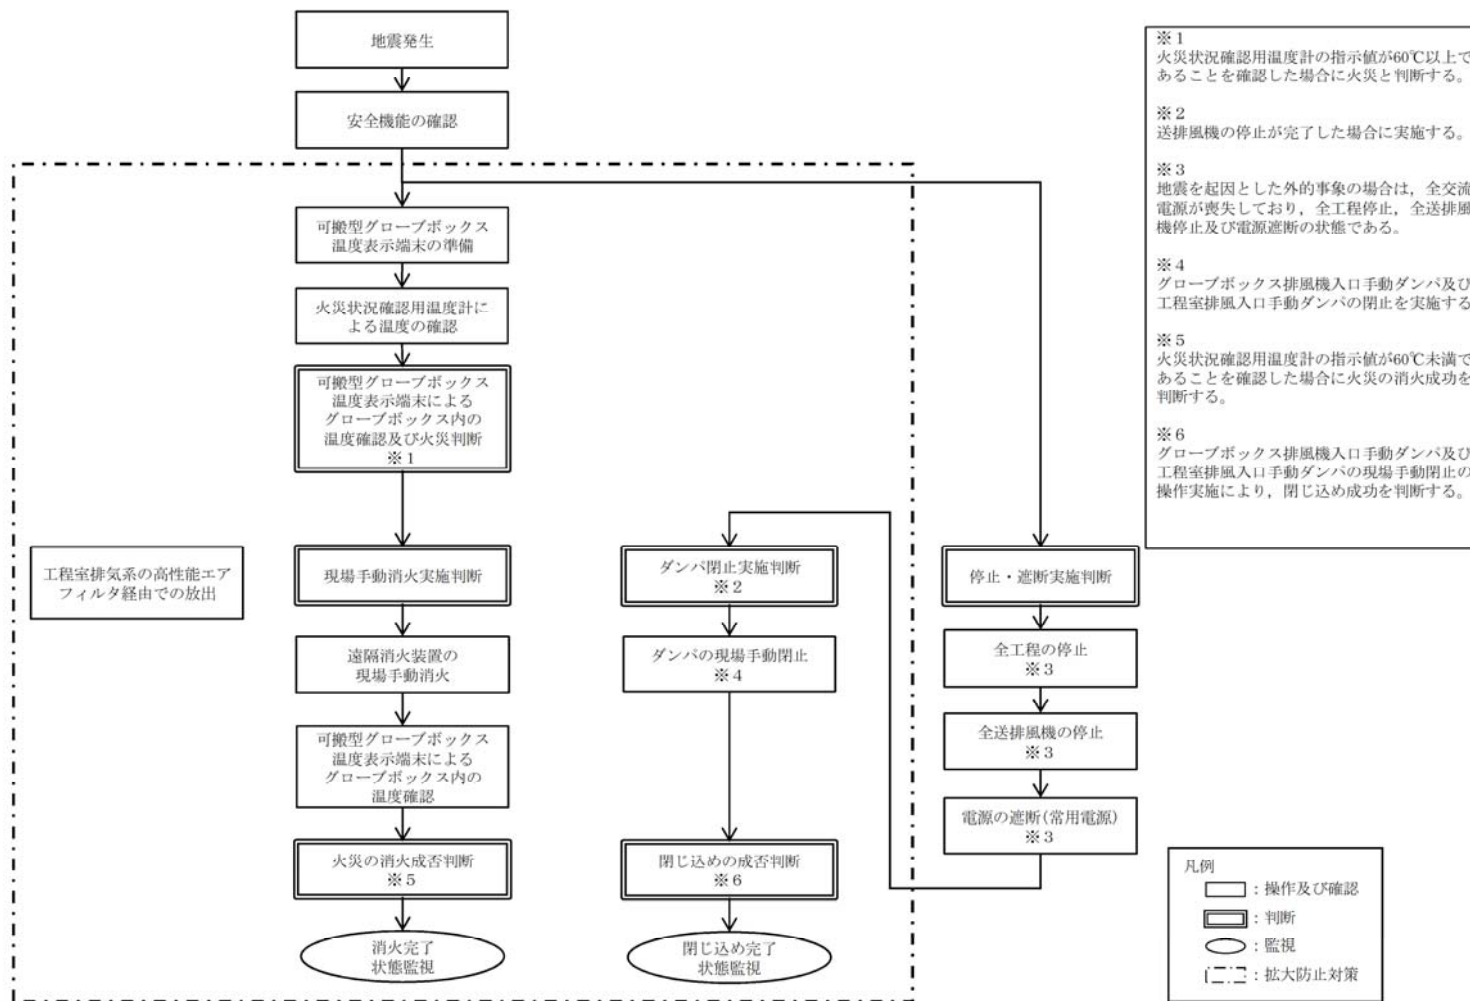 地震発生
安全機能の確認
可搬型グローブボックス
温度表示端末の準備
火災状況確認用温度計に
よる温度の確認
可搬型グローブボックス
温度表示端末による
グローブボックス内の
温度確認及び火災判断
※1
工程室排気系の高性能エア
フィルタ経由での放出
現場手動消火実施判断
遠隔消火装置の
現場手動消火
可搬型グローブボックス
温度表示端末による
グローブボックス内の
温度確認
火災の消火成否判断
※5
消火完了
状態監視
ダンパ閉止実施判断
※2
ダンパの現場手動閉止
※4
閉じ込めの成否判断
※6
閉じ込め完了
状態監視
停止・遮断実施判断
全工程の停止
※3
全送排風機の停止
※3
電源の遮断(常用電源)
※3
※1
火災状況確認用温度計の指示値が60℃以上で
あることを確認した場合に火災と判断する。
※2
送排風機の停止が完了した場合に実施する。
※3
地震を起因とした外的事象の場合は，全交流
電源が喪失しており，全工程停止，全送排風
機停止及び電源遮断の状態である。
※4
グローブボックス排風機入口手動ダンパ及び
工程室排風入口手動ダンパの閉止を実施する
※5
火災状況確認用温度計の指示値が60℃未満で
あることを確認した場合に火災の消火成功を
判断する。
※6
グローブボックス排風機入口手動ダンパ及び
工程室排風入口手動ダンパの現場手動閉止の
操作実施により，閉じ込め成功を判断する。
凡例
：操作及び確認
：判断
：監視
：拡大防止対策